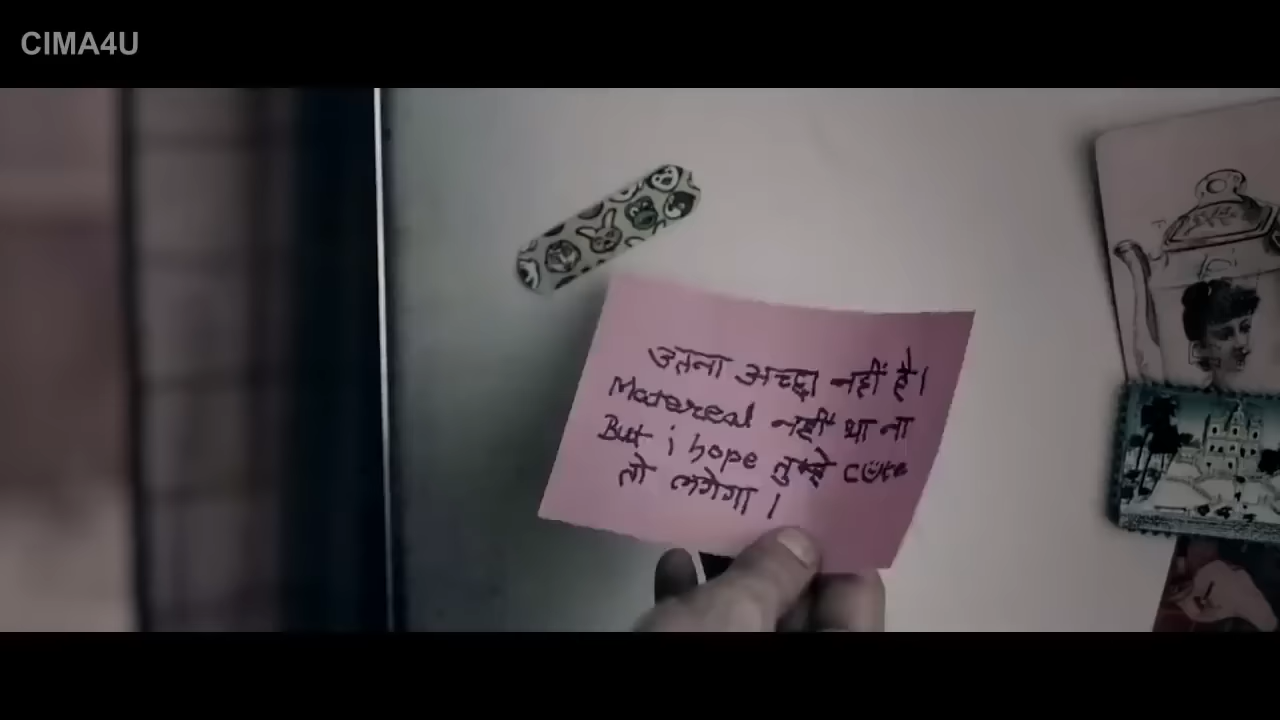 CIMA4U
उतना अच्छा नहीं है।
Matereal नहीं था ना
But i hope तुम्हे cute
तो लगेगा।